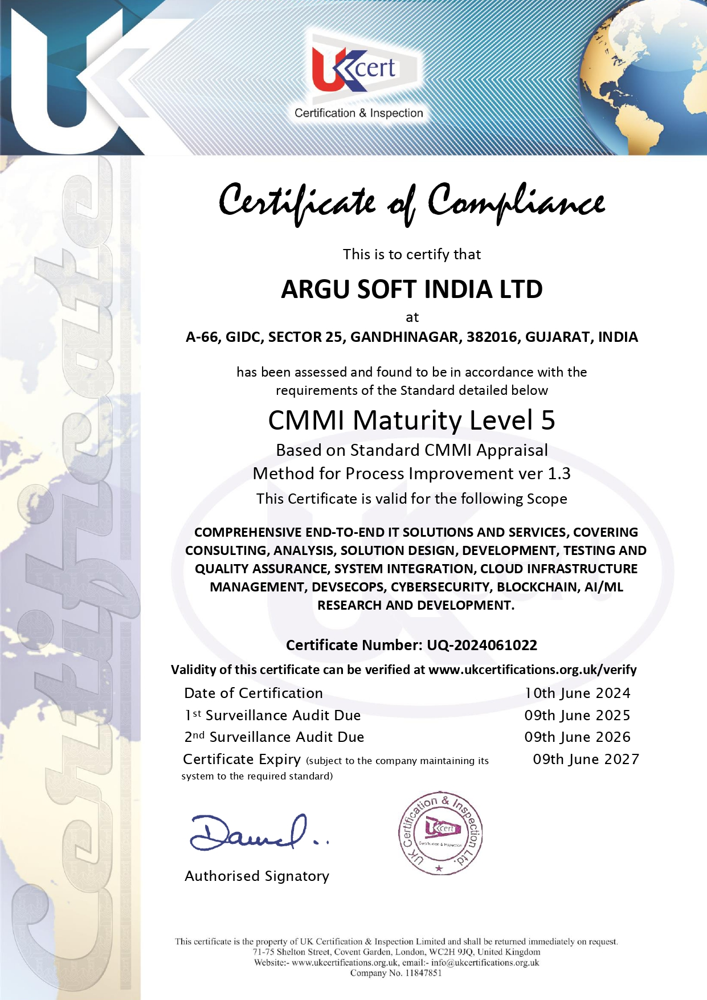 UK
UK cert
Certification & Inspection
Certificate of Compliance
This is to certify that
ARGU SOFT INDIA LTD
at
A-66, GIDC, SECTOR 25, GANDHINAGAR, 382016, GUJARAT, INDIA
has been assessed and found to be in accordance with the
requirements of the Standard detailed below
CMMI Maturity Level 5
Based on Standard CMMI Appraisal
Method for Process Improvement ver 1.3
This Certificate is valid for the following Scope
COMPREHENSIVE END-TO-END IT SOLUTIONS AND SERVICES, COVERING
CONSULTING, ANALYSIS, SOLUTION DESIGN, DEVELOPMENT, TESTING AND
QUALITY ASSURANCE, SYSTEM INTEGRATION, CLOUD INFRASTRUCTURE
MANAGEMENT, DEVSECOPS, CYBERSECURITY, BLOCKCHAIN, AI/ML
RESEARCH AND DEVELOPMENT.
Certificate Number: UQ-2024061022
Validity of this certificate can be verified at www.ukcertifications.org.uk/verify
Date of Certification 10th June 2024
1st Surveillance Audit Due 09th June 2025
2nd Surveillance Audit Due 09th June 2026
Certificate Expiry (subject to the company maintaining its 09th June 2027
system to the required standard)
UK Certification & Inspection Ltd.
UK cert
Certification & Inspection
Authorised Signatory
This certificate is the property of UK Certification & Inspection Limited and shall be returned immediately on request.
71-75 Shelton Street, Covent Garden, London, WC2H 9JQ, United Kingdom
Website:- www.ukcertifications.org.uk, email:- info@ukcertifications.org.uk
Company No. 11847851
Certificate
UK cert